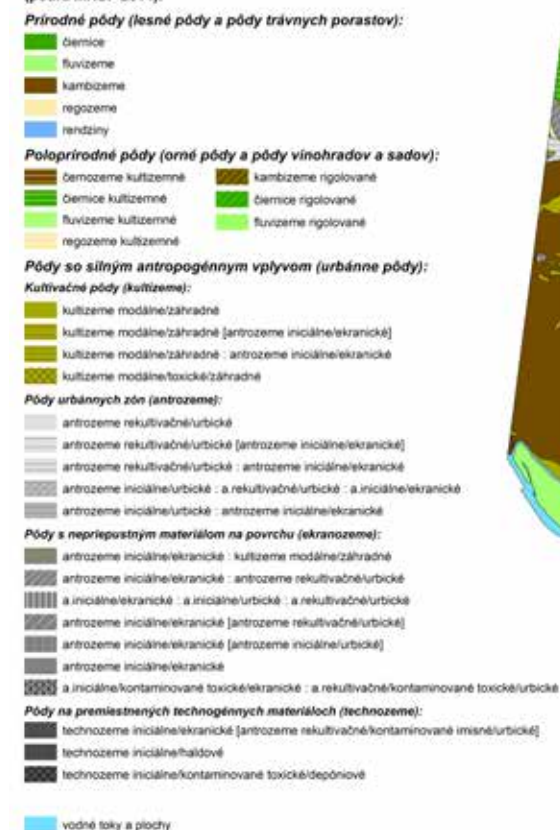 Prírodné pôdy (lesné pôdy a pôdy trávnych porastov):
čiernice
fluvizeme
kambizeme
regozeme
rendziny
Poloprírodné pôdy (orné pôdy a pôdy vinohradov a sadov):
černozeme kultizemné
kambizeme rigolované
čiernice kultizemné
čiernice rigolované
fluvizeme kultizemné
fluvizeme rigolované
regozeme kultizemné
Pôdy so silným antropogénnym vplyvom (urbánne pôdy):
Kultivačné pôdy (kultizeme):
kultizeme modálne/záhradné
kultizeme modálne/záhradné [antrozeme iniciálne/ekranické]
kultizeme modálne/záhradné : antrozeme iniciálne/ekranické
kultizeme modálne/toxické/záhradné
Pôdy urbánnych zón (antrozeme):
antrozeme rekultivačné/urbické
antrozeme rekultivačné/urbické [antrozeme iniciálne/ekranické]
antrozeme rekultivačné/urbické : antrozeme iniciálne/ekranické
antrozeme iniciálne/urbické : a.rekultivačné/urbické : a.iniciálne/ekranické
antrozeme iniciálne/urbické : antrozeme iniciálne/ekranické
Pôdy s nepriepustným materiálom na povrchu (ekranozeme):
antrozeme iniciálne/ekranické : kultizeme modálne/záhradné
antrozeme iniciálne/ekranické : antrozeme rekultivačné/urbické
a.iniciálne/ekranické : a.iniciálne/urbické : a.rekultivačné/urbické
antrozeme iniciálne/ekranické [antrozeme rekultivačné/urbické]
antrozeme iniciálne/ekranické [antrozeme iniciálne/urbické]
antrozeme iniciálne/ekranické
a.iniciálne/kontaminované toxické/ekranické : a.rekultivačné/kontaminované toxické/urbické
Pôdy na premiestnených technogénnych materiáloch (technozeme):
technozeme iniciálne/ekranické [antrozeme rekultivačné/kontaminované imisné/urbické]
technozeme iniciálne/haldové
technozeme iniciálne/kontaminované toxické/depóniové
vodné toky a plochy